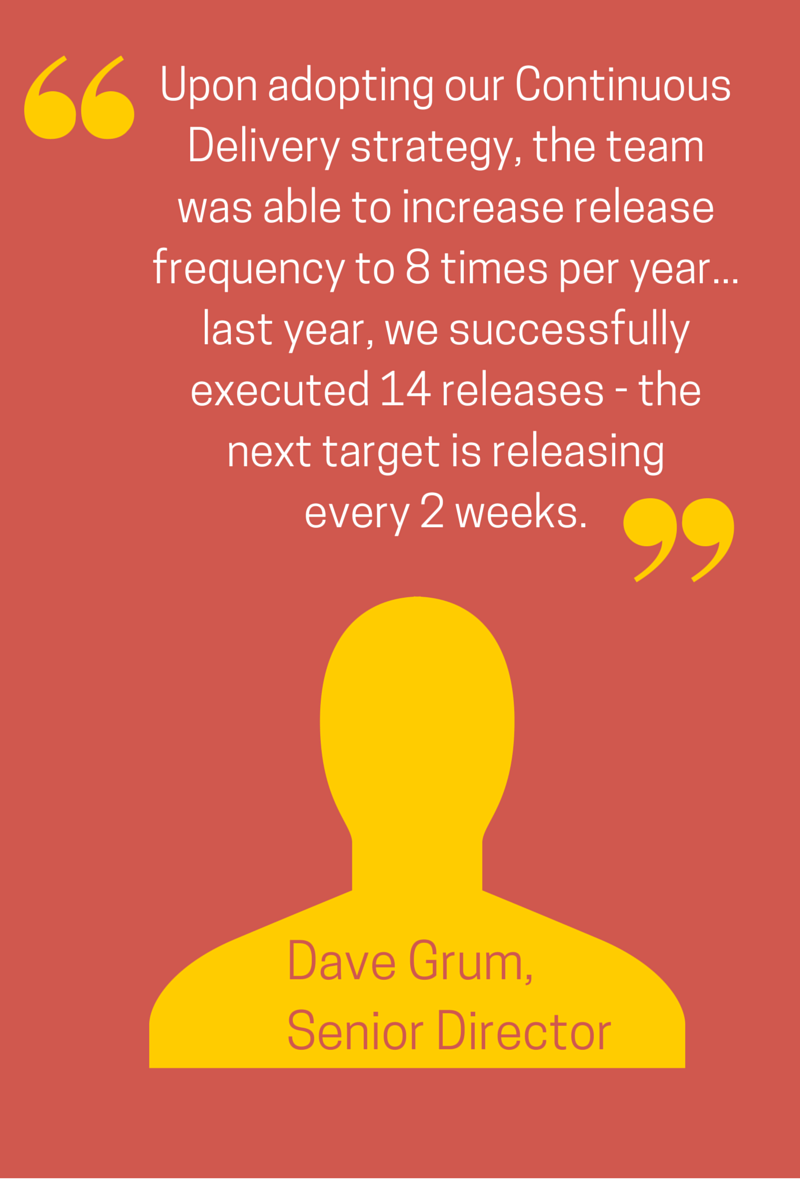 “ Upon adopting our Continuous
Delivery strategy, the team
was able to increase release
frequency to 8 times per year...
last year, we successfully
executed 14 releases - the
next target is releasing
every 2 weeks. ”
Dave Grum,
Senior Director